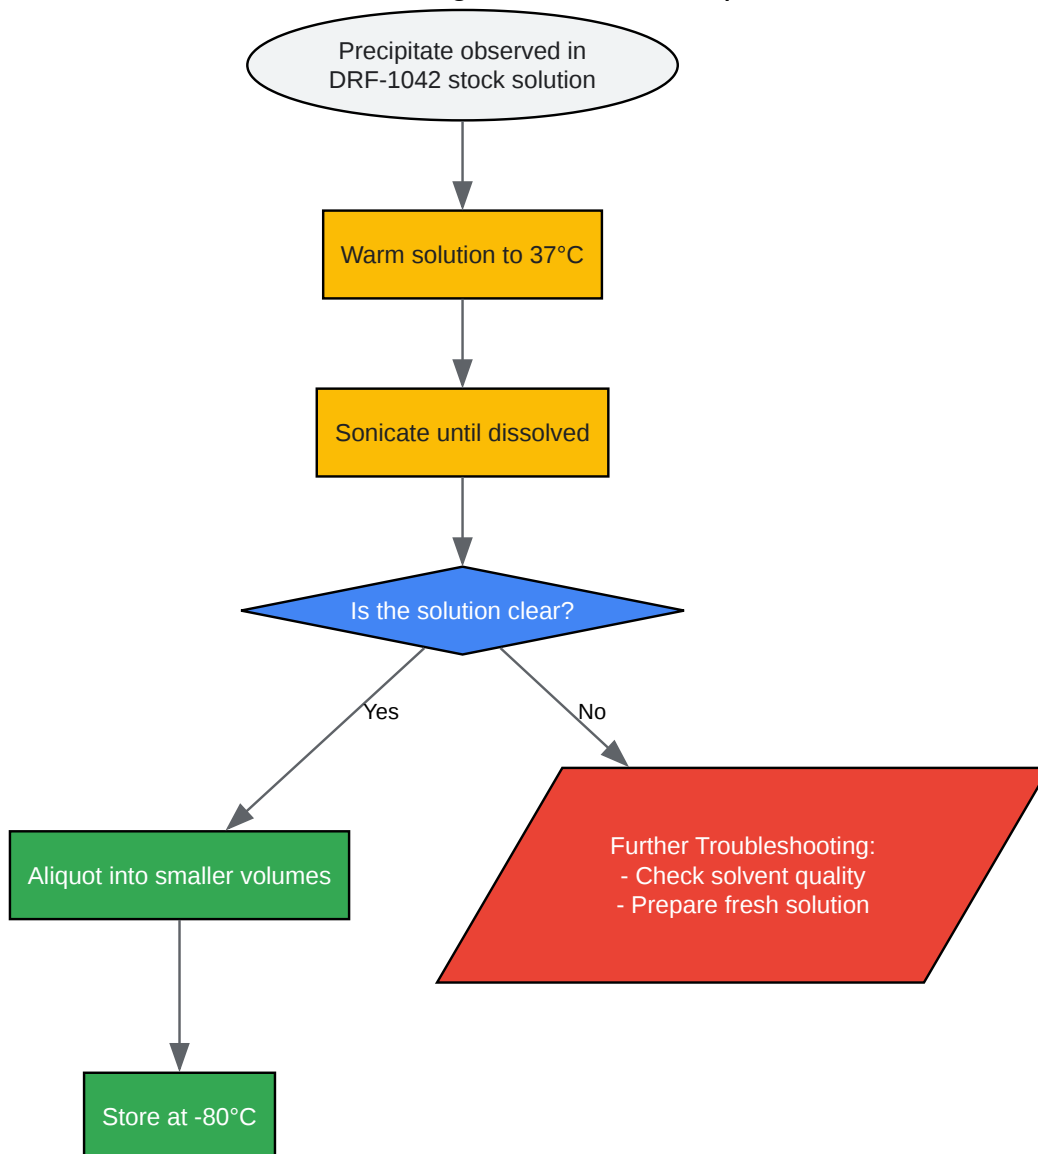 Precipitate observed in
DRF-1042 stock solution
Warm solution to 37°C
Sonicate until dissolved
Is the solution clear?
Yes
No
Further Troubleshooting:
- Check solvent quality
- Prepare fresh solution
Aliquot into smaller volumes
Store at -80°C